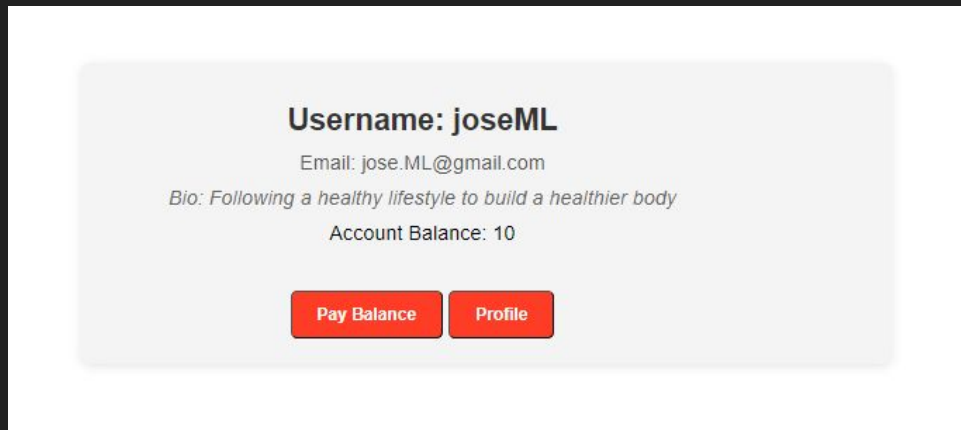 Username: joseML
Email: jose.ML@gmail.com
Bio: Following a healthy lifestyle to build a healthier body
Account Balance: 10
Pay Balance Profile